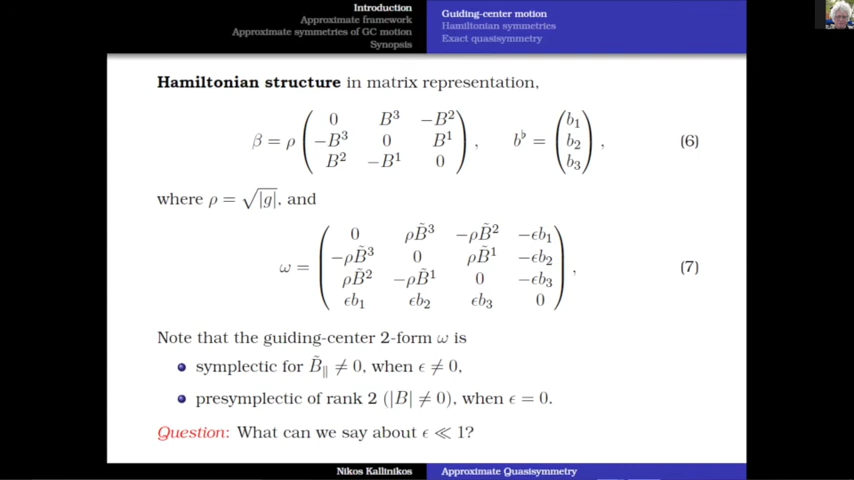 Introduction
Approximate framework
Approximate symmetries of GC motion
Synopsis
Guiding-center motion
Hamiltonian symmetries
Exact quasisymmetry
Hamiltonian structure in matrix representation,
β = ρ ( 0 B³ −B² ; −B³ 0 B¹ ; B² −B¹ 0 ) , b♭ = ( b₁ ; b₂ ; b₃ ) , (6)
where ρ = √|g|, and
ω = ( 0 ρB̃³ −ρB̃² −ϵb₁ ; −ρB̃³ 0 ρB̃¹ −ϵb₂ ; ρB̃² −ρB̃¹ 0 −ϵb₃ ; ϵb₁ ϵb₂ ϵb₃ 0 ) , (7)
Note that the guiding-center 2-form ω is
symplectic for B̃∥ ≠ 0, when ϵ ≠ 0,
presymplectic of rank 2 (|B| ≠ 0), when ϵ = 0.
Question: What can we say about ϵ ≪ 1?
Nikos Kallinikos
Approximate Quasisymmetry